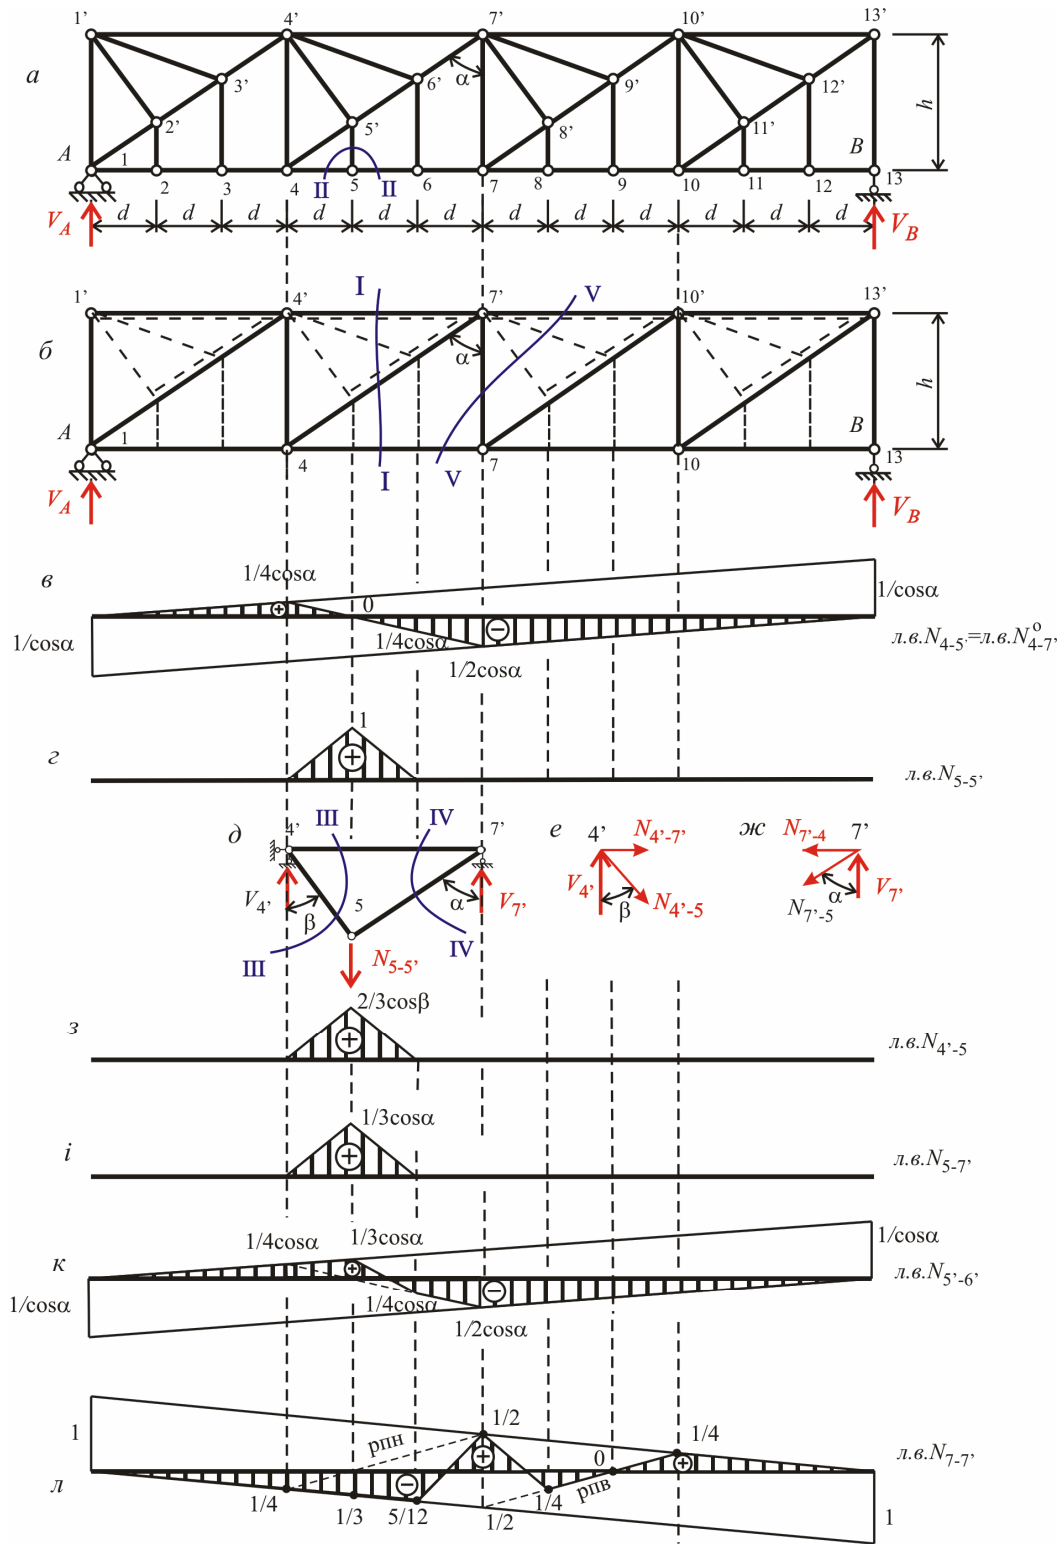 1’ 4’ 7’ 10’ 13’
а α h
3’ 6’ 9’ 12’
2’ 5’ 8’ 11’
A 1 B
2 3 4 5 6 7 8 9 10 11 12 13
II II
V_A d d d d d d d d d d d d V_B
I V
1’ 4’ 7’ 10’ 13’
б α h
A 1 B
4 7 10 13
I V
V_A V_B
в 1/4cosα 0 1/cosα
1/cosα 1/4cosα л.в.N_4-5’=л.в.N^o_4-7’
1/2cosα
г 1 л.в.N_5-5’
III IV
д 4’ 7’ е 4’ N_4’-7’ ж N_7’-4 7’
V_4’ β 5 α V_7’ V_4’ β N_4’-5 N_7’-5 α V_7’
III IV
N_5-5’
з 2/3cosβ л.в.N_4’-5
і 1/3cosα л.в.N_5-7’
к 1/4cosα 1/3cosα 1/cosα
л.в.N_5’-6’
1/cosα 1/4cosα
1/2cosα
л 1 рпн 1/2 0 1/4 л.в.N_7-7’
1/4 1/3 5/12 1/2 1/4 рпв 1